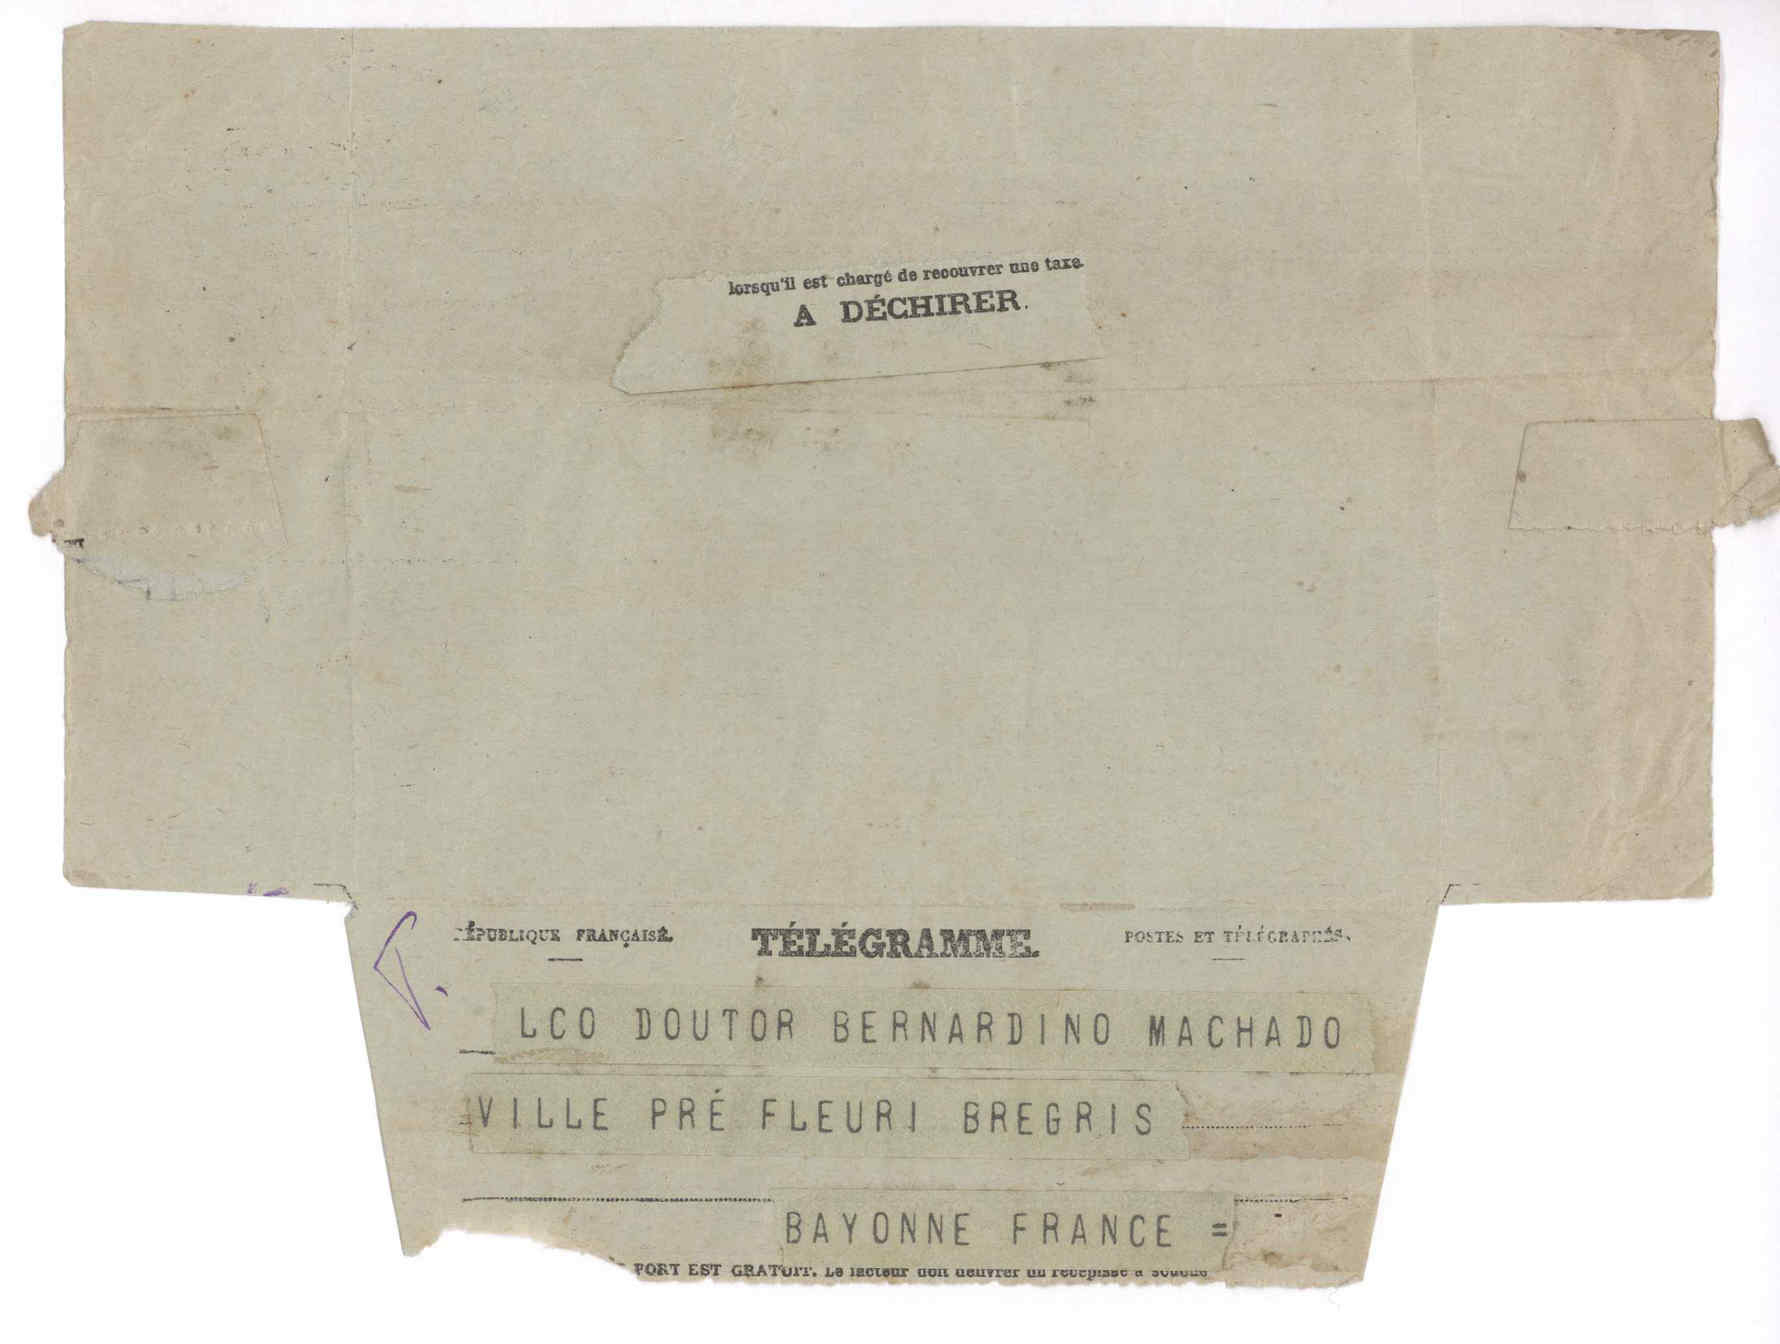 lorsqu'il est chargé de recouvrer une taxe.
A DÉCHIRER.
RÉPUBLIQUE FRANÇAISE.
TÉLÉGRAMME.
POSTES ET TÉLÉGRAPHES.
LCO DOUTOR BERNARDINO MACHADO
VILLE PRÉ FLEURI BREGRIS
BAYONNE FRANCE =
PORT EST GRATUIT. Le facteur doit délivrer un récépissé à souche